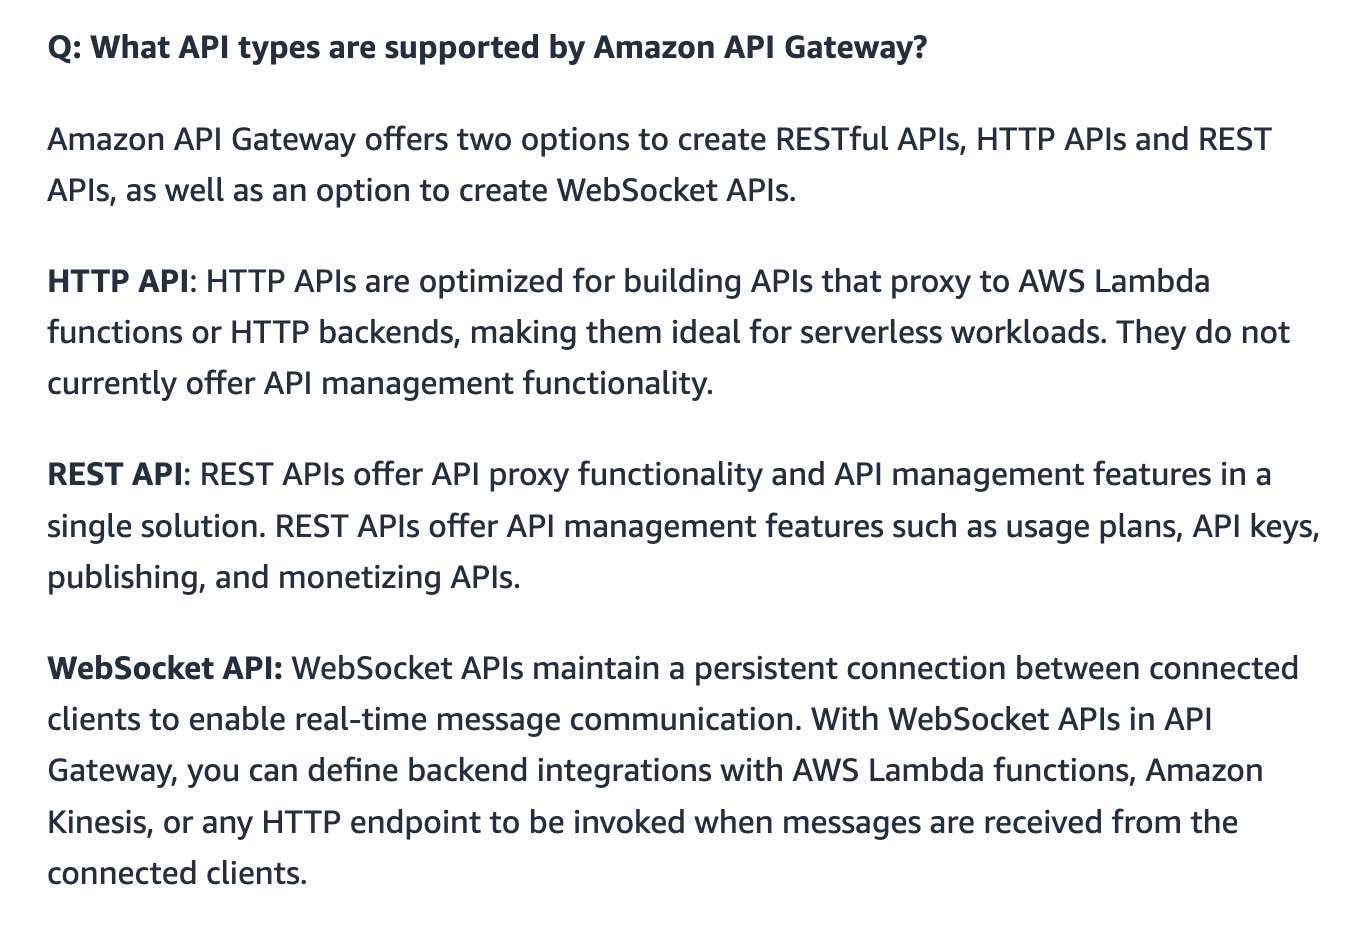 Q: What API types are supported by Amazon API Gateway?
Amazon API Gateway offers two options to create RESTful APIs, HTTP APIs and REST
APIs, as well as an option to create WebSocket APIs.
HTTP API: HTTP APIs are optimized for building APIs that proxy to AWS Lambda
functions or HTTP backends, making them ideal for serverless workloads. They do not
currently offer API management functionality.
REST API: REST APIs offer API proxy functionality and API management features in a
single solution. REST APIs offer API management features such as usage plans, API keys,
publishing, and monetizing APIs.
WebSocket API: WebSocket APIs maintain a persistent connection between connected
clients to enable real-time message communication. With WebSocket APIs in API
Gateway, you can define backend integrations with AWS Lambda functions, Amazon
Kinesis, or any HTTP endpoint to be invoked when messages are received from the
connected clients.